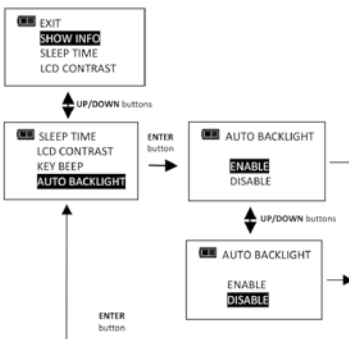 EXIT
SHOW INFO
SLEEP TIME
LCD CONTRAST
UP/DOWN buttons
SLEEP TIME
LCD CONTRAST
KEY BEEP
AUTO BACKLIGHT
ENTER
button
AUTO BACKLIGHT
ENABLE
DISABLE
UP/DOWN buttons
AUTO BACKLIGHT
ENABLE
DISABLE
ENTER
button